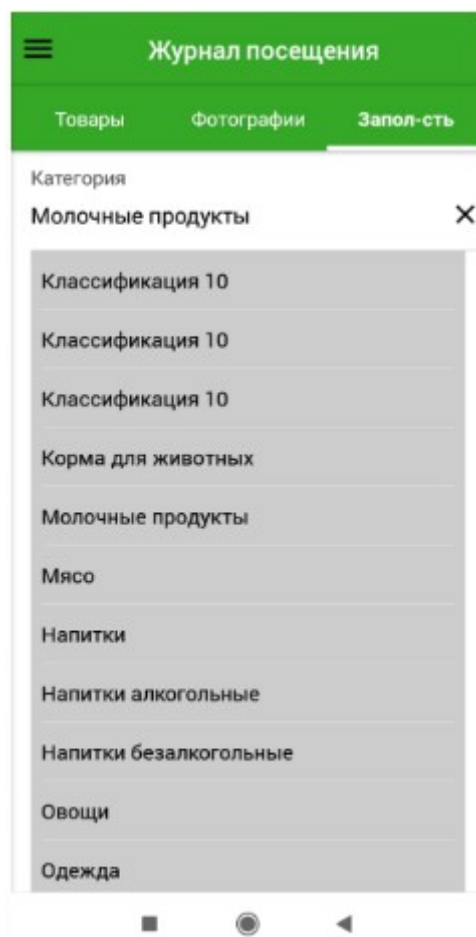 Журнал посещения
Товары Фотографии Запол-сть
Категория
Молочные продукты
Классификация 10
Классификация 10
Классификация 10
Корма для животных
Молочные продукты
Мясо
Напитки
Напитки алкогольные
Напитки безалкогольные
Овощи
Одежда